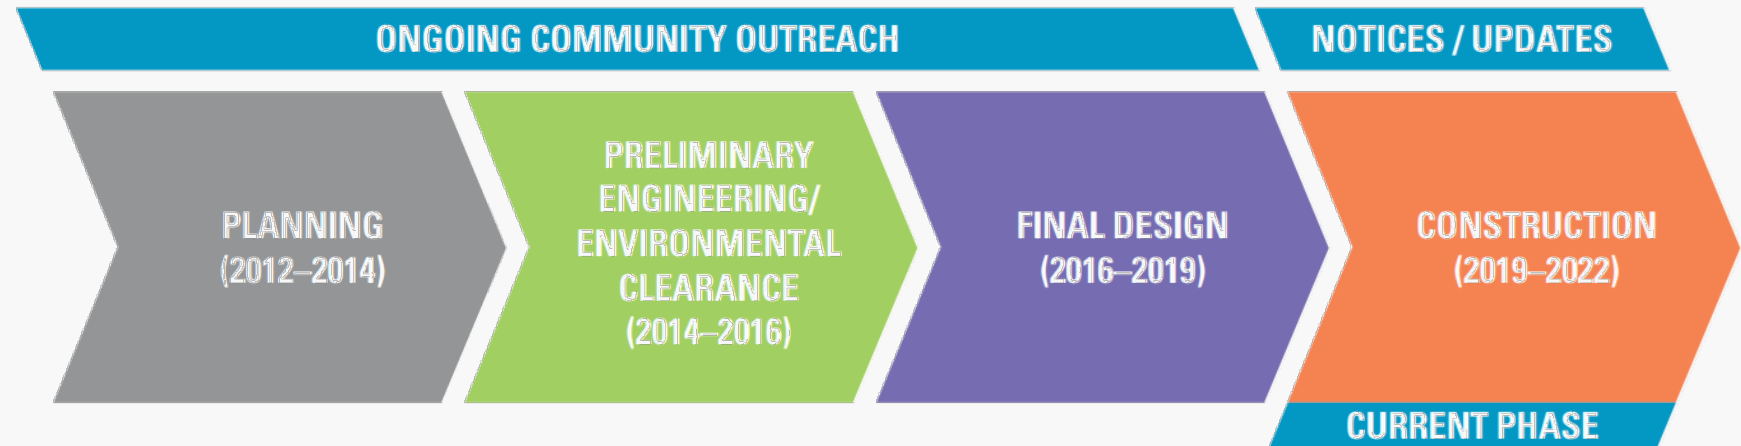 ONGOING COMMUNITY OUTREACH
NOTICES / UPDATES
PLANNING
(2012–2014)
PRELIMINARY
ENGINEERING/
ENVIRONMENTAL
CLEARANCE
(2014–2016)
FINAL DESIGN
(2016–2019)
CONSTRUCTION
(2019–2022)
CURRENT PHASE